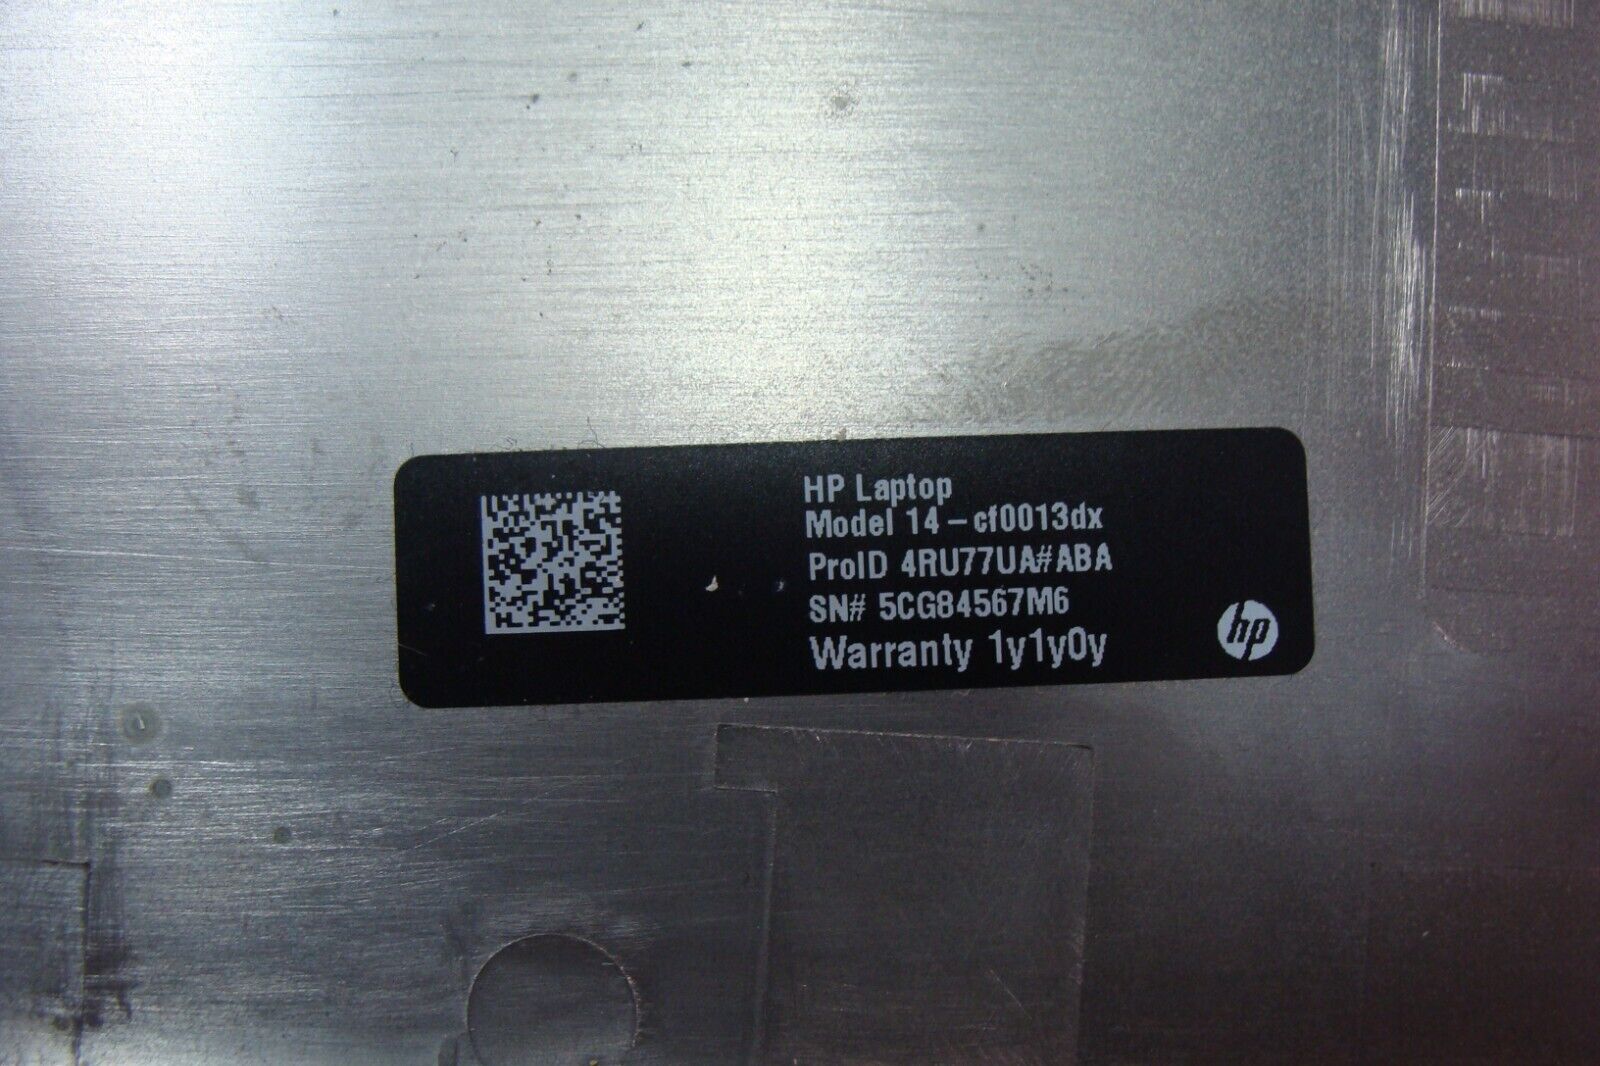 HP Laptop
Model 14-cf0013dx
ProID 4RU77UA#ABA
SN# 5CG84567M6
Warranty 1y1y0y
hp